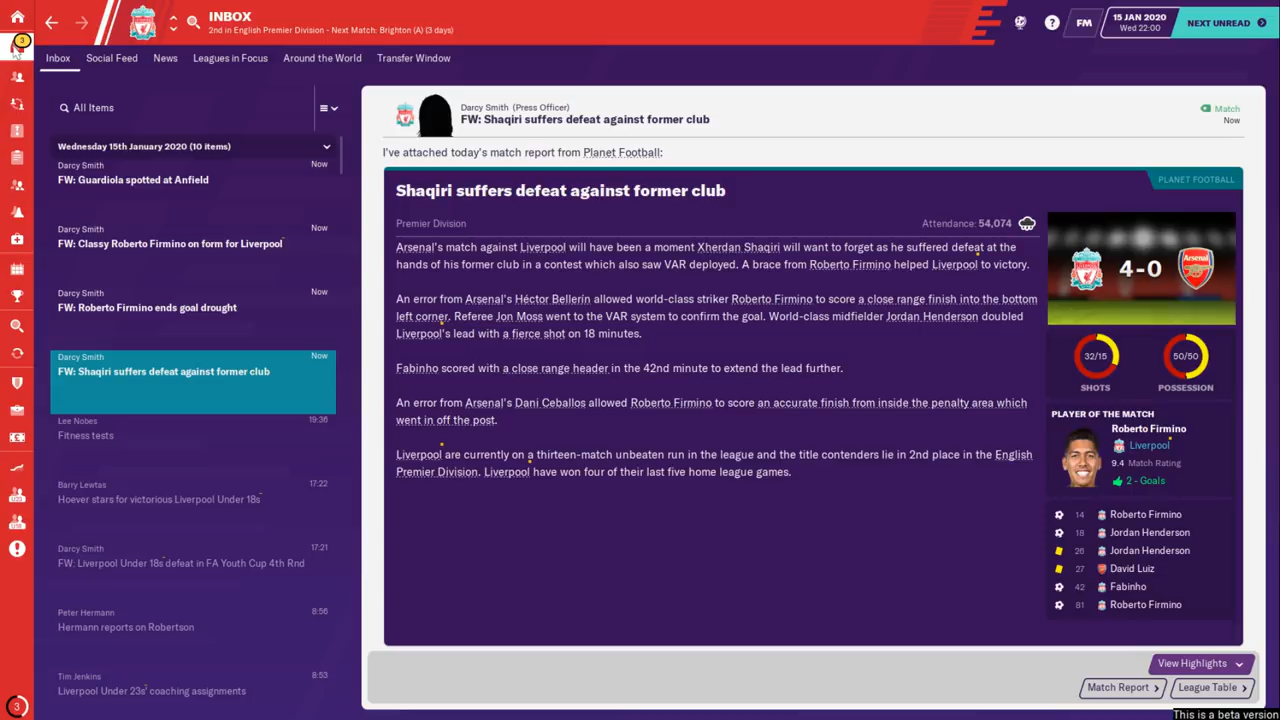 INBOX
2nd in English Premier Division - Next Match: Brighton (A) (3 days)
3
FM
15 JAN 2020
Wed 22:00
NEXT UNREAD
Inbox
Social Feed
News
Leagues in Focus
Around the World
Transfer Window
All Items
Wednesday 15th January 2020 (10 items)
Darcy Smith
Now
FW: Guardiola spotted at Anfield
Darcy Smith
Now
FW: Classy Roberto Firmino on form for Liverpool
Darcy Smith
Now
FW: Roberto Firmino ends goal drought
Darcy Smith
Now
FW: Shaqiri suffers defeat against former club
Lee Nobes
19:36
Fitness tests
Barry Lewtas
17:22
Hoever stars for victorious Liverpool Under 18s
Darcy Smith
17:21
FW: Liverpool Under 18s defeat in FA Youth Cup 4th Rnd
Peter Hermann
8:56
Hermann reports on Robertson
Tim Jenkins
8:53
Liverpool Under 23s' coaching assignments
U23
U18
3
Darcy Smith (Press Officer)
FW: Shaqiri suffers defeat against former club
Match
Now
I've attached today's match report from Planet Football:
PLANET FOOTBALL
Shaqiri suffers defeat against former club
Premier Division
Attendance: 54,074
Arsenal's match against Liverpool will have been a moment Xherdan Shaqiri will want to forget as he suffered defeat at the
hands of his former club in a contest which also saw VAR deployed. A brace from Roberto Firmino helped Liverpool to victory.
An error from Arsenal's Héctor Bellerín allowed world-class striker Roberto Firmino to score a close range finish into the bottom
left corner. Referee Jon Moss went to the VAR system to confirm the goal. World-class midfielder Jordan Henderson doubled
Liverpool's lead with a fierce shot on 18 minutes.
Fabinho scored with a close range header in the 42nd minute to extend the lead further.
An error from Arsenal's Dani Ceballos allowed Roberto Firmino to score an accurate finish from inside the penalty area which
went in off the post.
Liverpool are currently on a thirteen-match unbeaten run in the league and the title contenders lie in 2nd place in the English
Premier Division. Liverpool have won four of their last five home league games.
4-0
Arsenal
32/15
50/50
SHOTS
POSSESSION
PLAYER OF THE MATCH
Roberto Firmino
Liverpool
9.4 Match Rating
2 - Goals
14 Roberto Firmino
18 Jordan Henderson
26 Jordan Henderson
27 David Luiz
42 Fabinho
81 Roberto Firmino
View Highlights
Match Report
League Table
This is a beta version